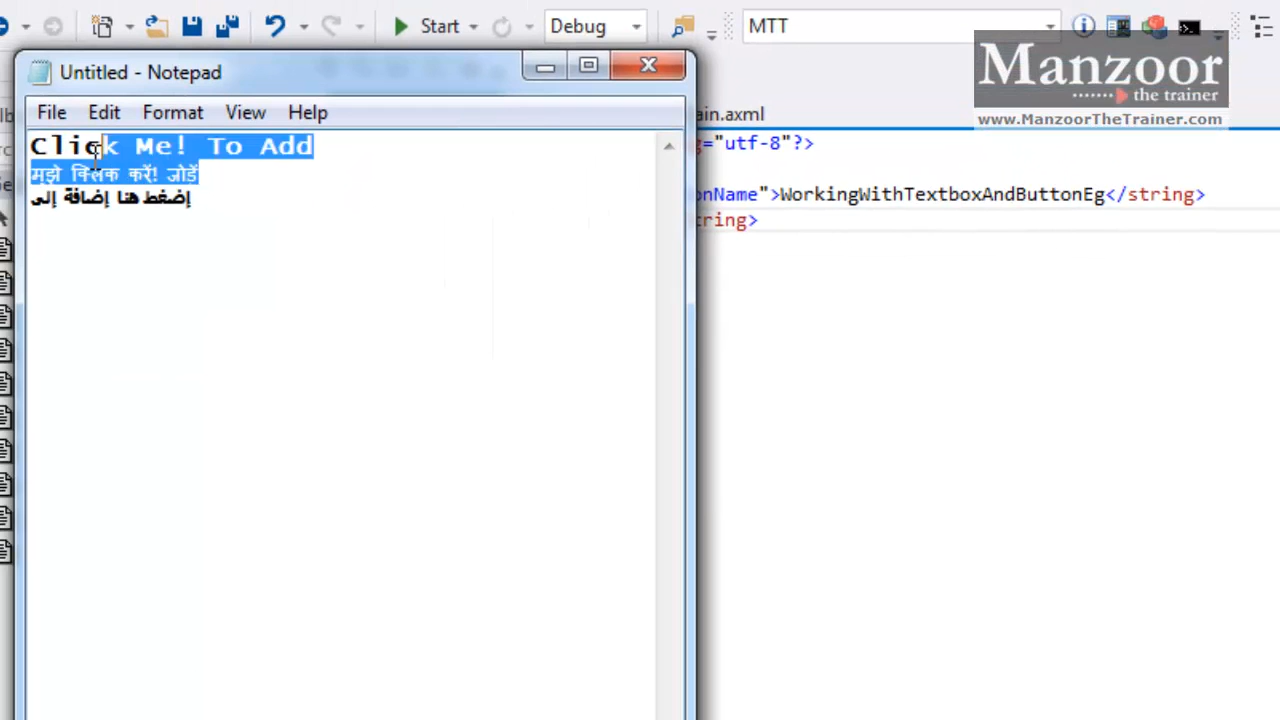 Start
Debug
MTT
Manzoor
the trainer
www.ManzoorTheTrainer.com
Untitled - Notepad
File Edit Format View Help
ain.axml
Click Me! To Add
मुझे क्लिक करें! जोड़ें
إضغط هنا إضافة إلى
="utf-8"?>
onName">WorkingWithTextboxAndButtonEg</string>
tring>